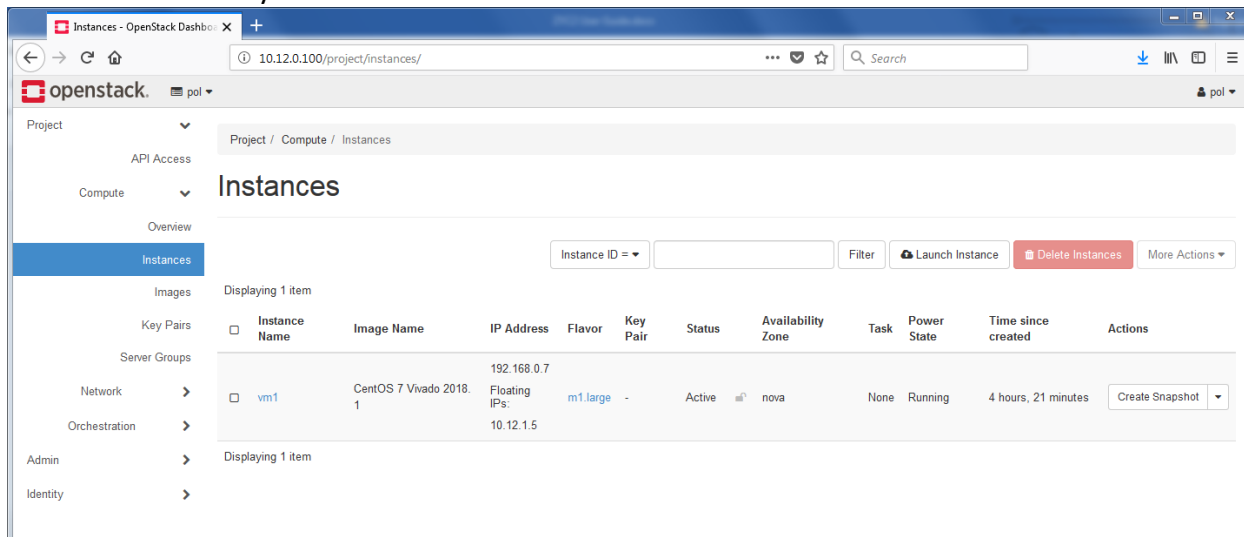 Instances - OpenStack Dashboa
10.12.0.100/project/instances/
Search
openstack. pol
pol
Project
API Access
Compute
Overview
Instances
Images
Key Pairs
Server Groups
Network
Orchestration
Admin
Identity
Project / Compute / Instances
Instances
Instance ID = Filter Launch Instance Delete Instances More Actions
Displaying 1 item
Instance Name Image Name IP Address Flavor Key Pair Status Availability Zone Task Power State Time since created Actions
192.168.0.7
Floating IPs:
10.12.1.5
vm1 CentOS 7 Vivado 2018.1 m1.large - Active nova None Running 4 hours, 21 minutes Create Snapshot
Displaying 1 item